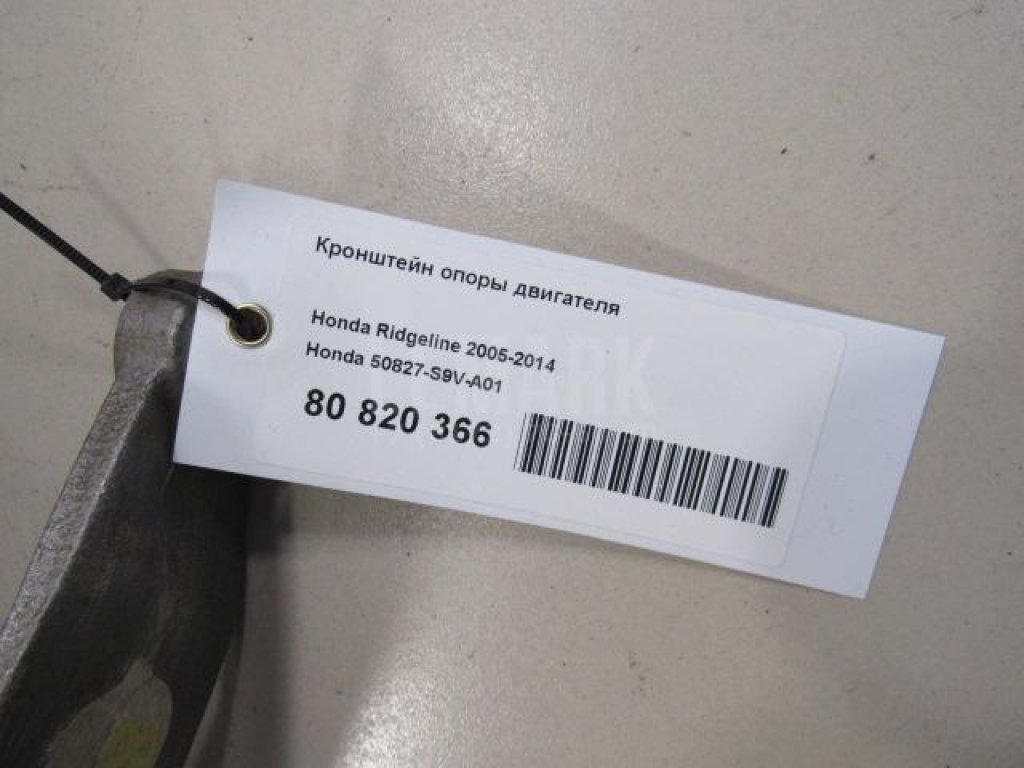 Кронштейн опоры двигателя
Honda Ridgeline 2005-2014
Honda 50827-S9V-A01
80 820 366